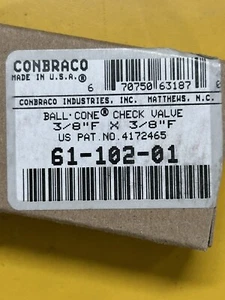 CONBRACO
MADE IN U.S.A.®
6 70750 63187 0
CONBRACO INDUSTRIES, INC. MATTHEWS, N.C.
BALL·CONE® CHECK VALVE
3/8"F X 3/8"F
US PAT.NO.4172465
61-102-01